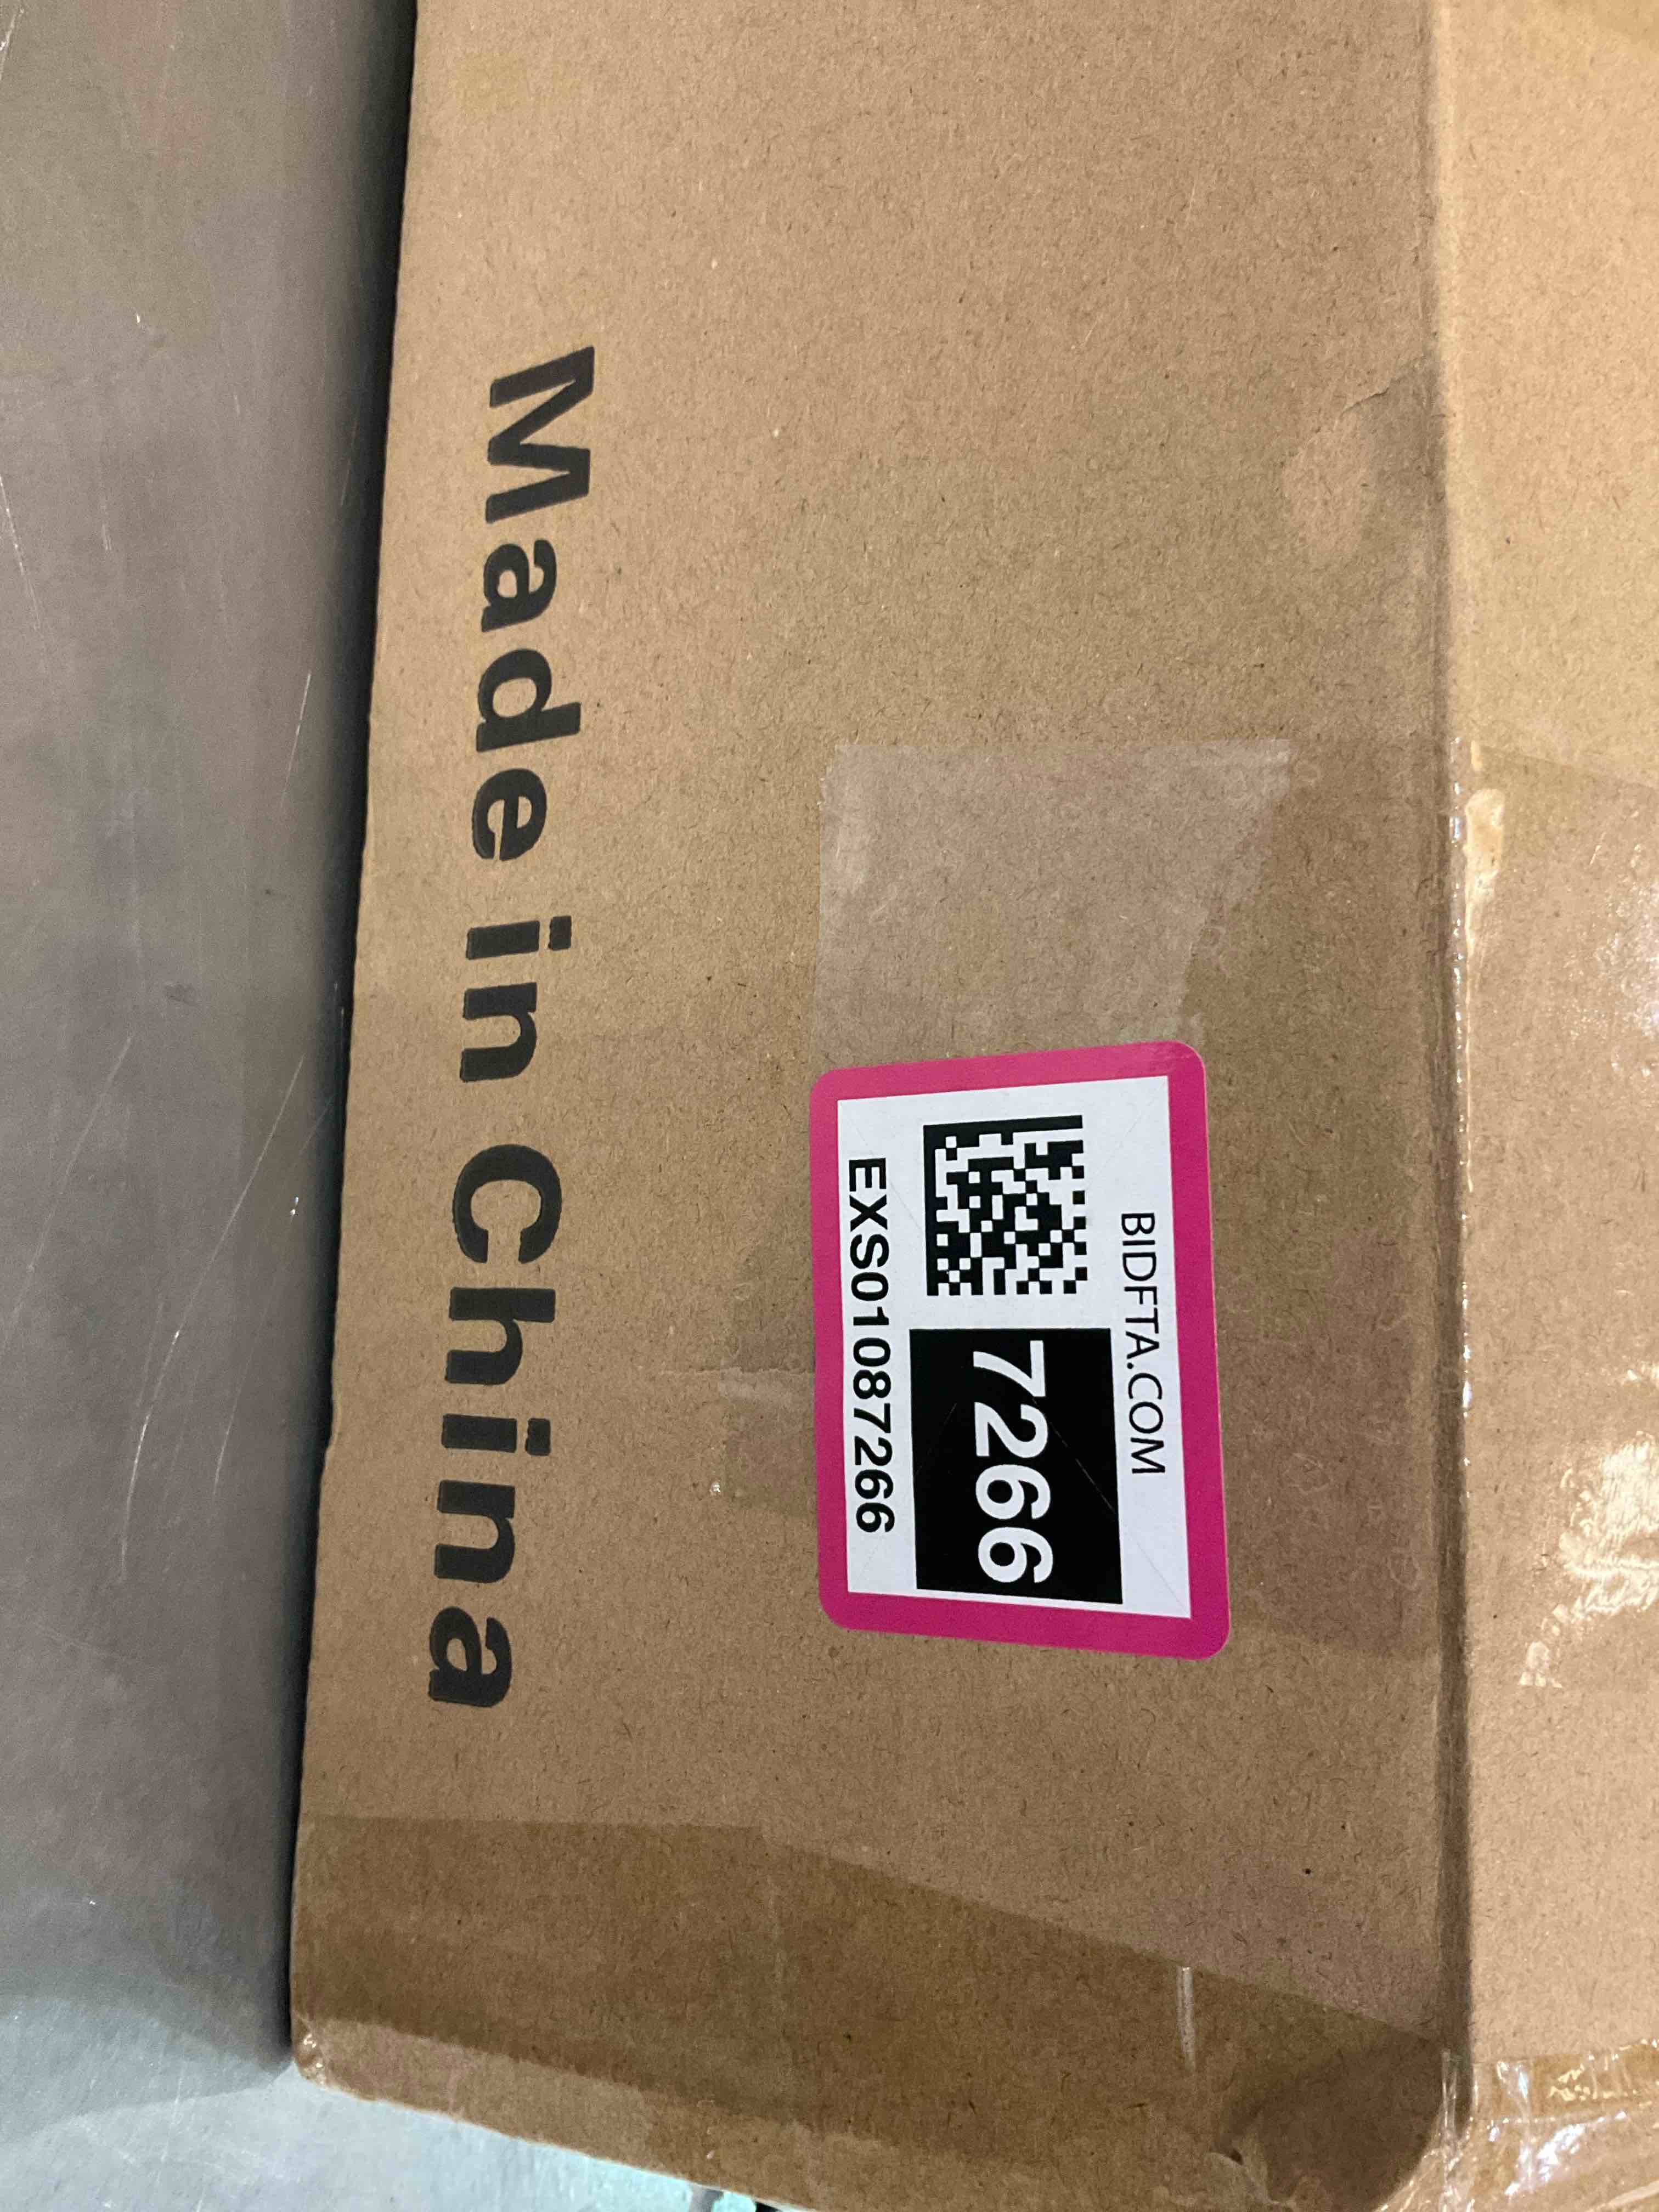 Made in China
BIDFTA.COM
7266
EXS01087266